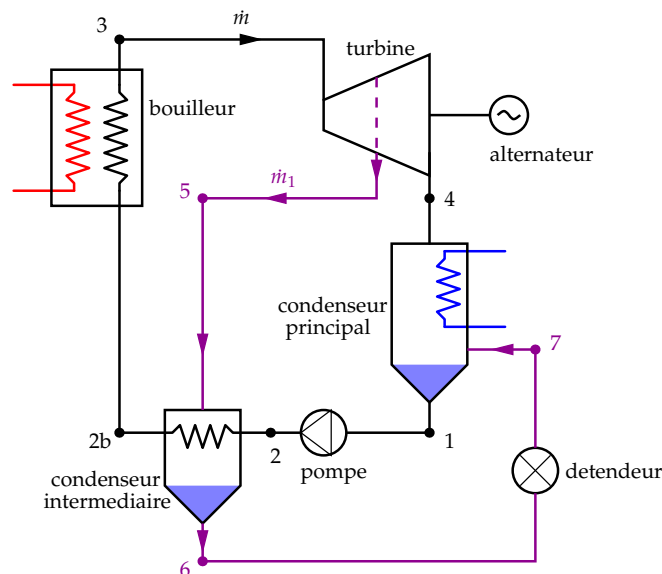 3
ṁ
turbine
bouilleur
alternateur
5
ṁ₁
4
condenseur
principal
7
2b
2
1
pompe
detendeur
condenseur
intermediaire
6